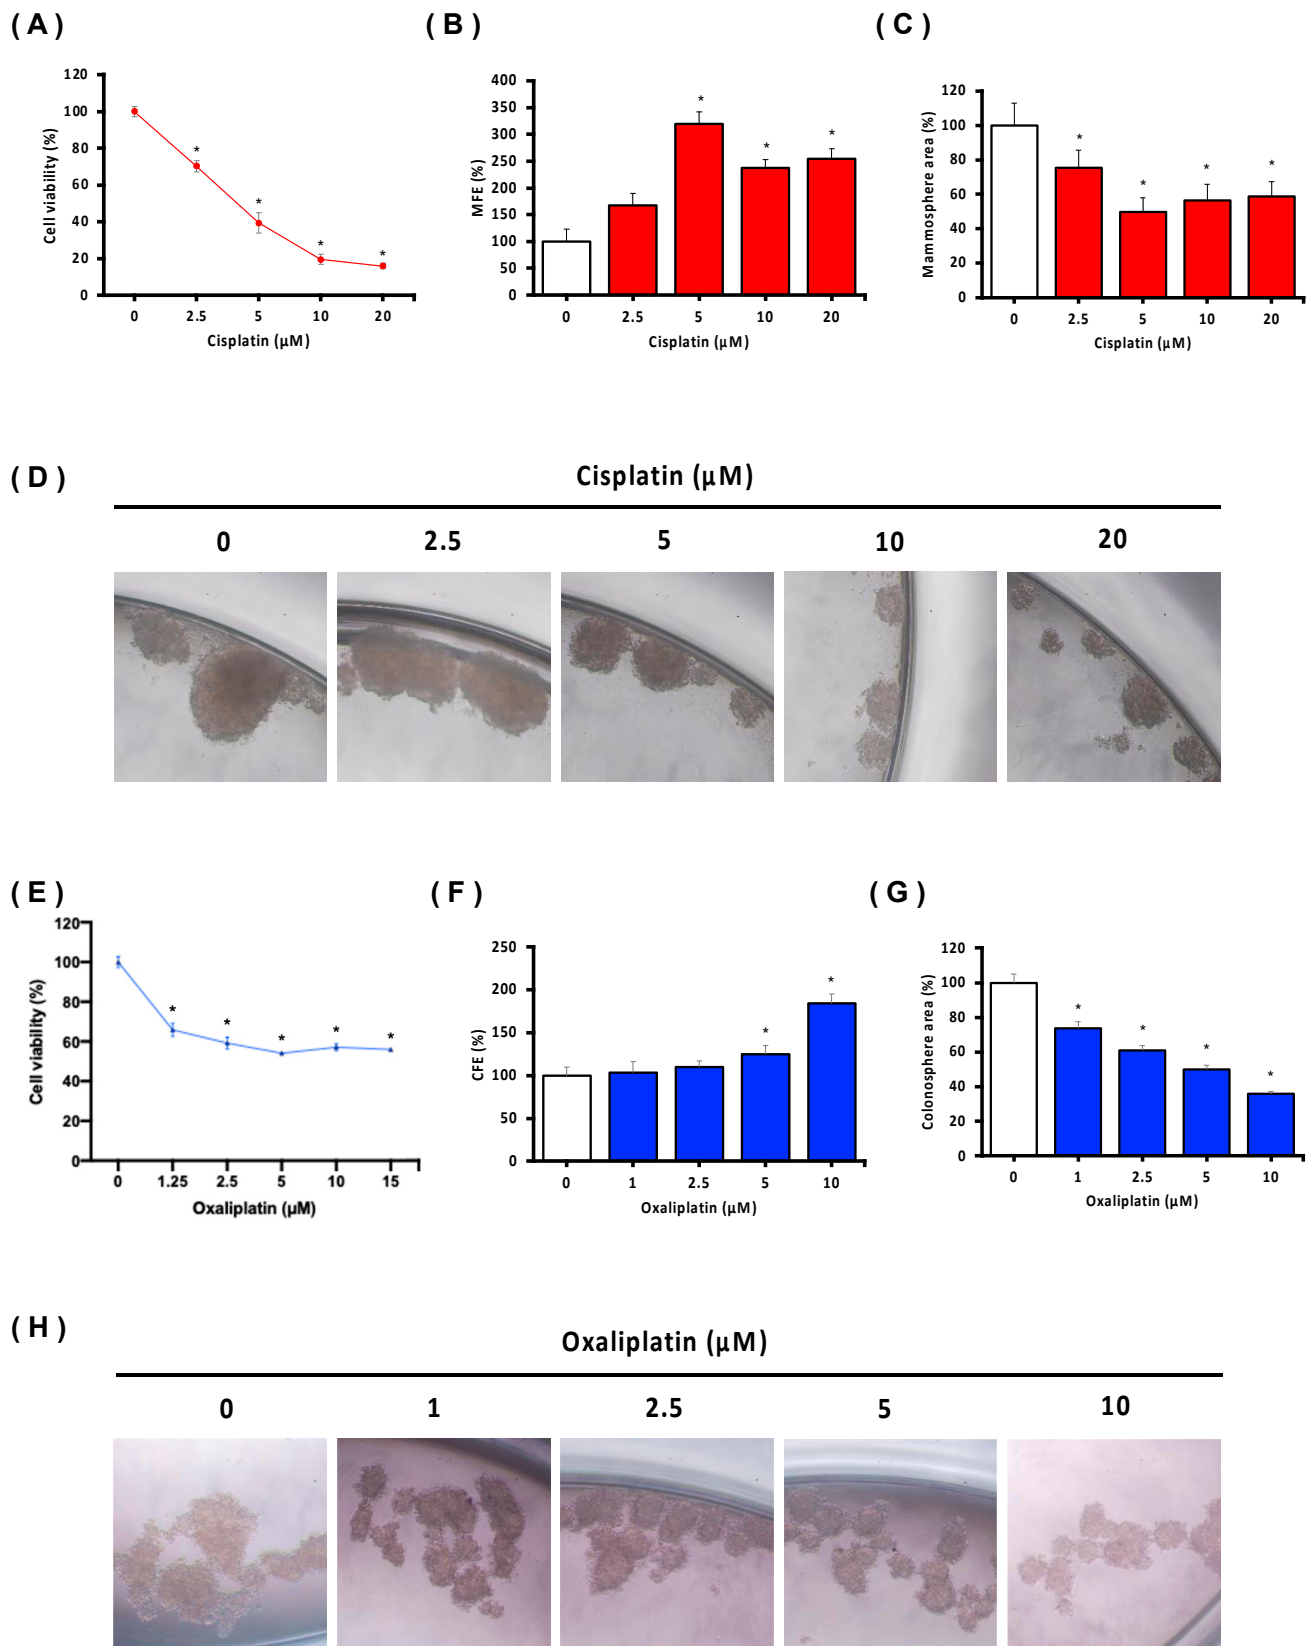 ( A )
120
100
80
60
40
20
0
Cell viability (%)
*
*
*
*
0 2.5 5 10 20
Cisplatin (µM)
( B )
400
350
300
250
200
150
100
50
0
MFE (%)
*
*
*
0 2.5 5 10 20
Cisplatin (µM)
( C )
120
100
80
60
40
20
0
Mammosphere area (%)
*
*
*
*
0 2.5 5 10 20
Cisplatin (µM)
( D )
Cisplatin (µM)
0 2.5 5 10 20
( E )
120
100
80
60
40
20
0
Cell viability (%)
*
*
*
*
*
0 1.25 2.5 5 10 15
Oxaliplatin (µM)
( F )
250
200
150
100
50
0
CFE (%)
*
*
0 1 2.5 5 10
Oxaliplatin (µM)
( G )
120
100
80
60
40
20
0
Colonosphere area (%)
*
*
*
*
0 1 2.5 5 10
Oxaliplatin (µM)
( H )
Oxaliplatin (µM)
0 1 2.5 5 10